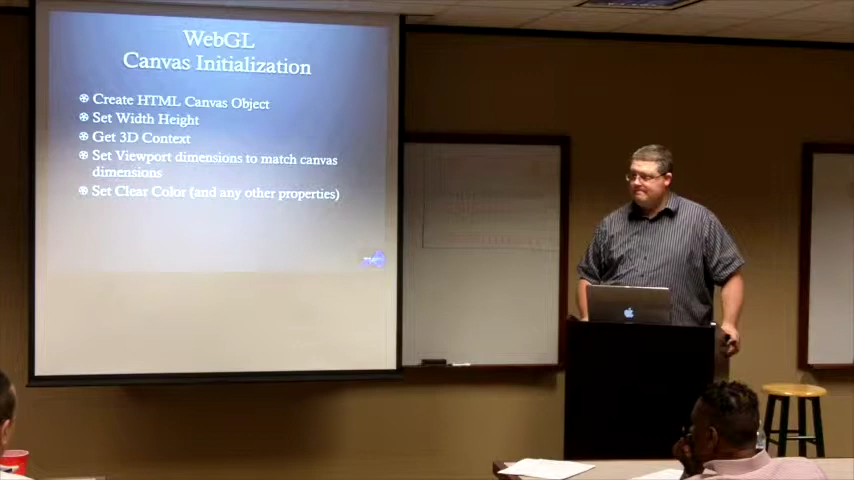 WebGL
Canvas Initialization
Create HTML Canvas Object
Set Width Height
Get 3D Context
Set Viewport dimensions to match canvas
dimensions
Set Clear Color (and any other properties)